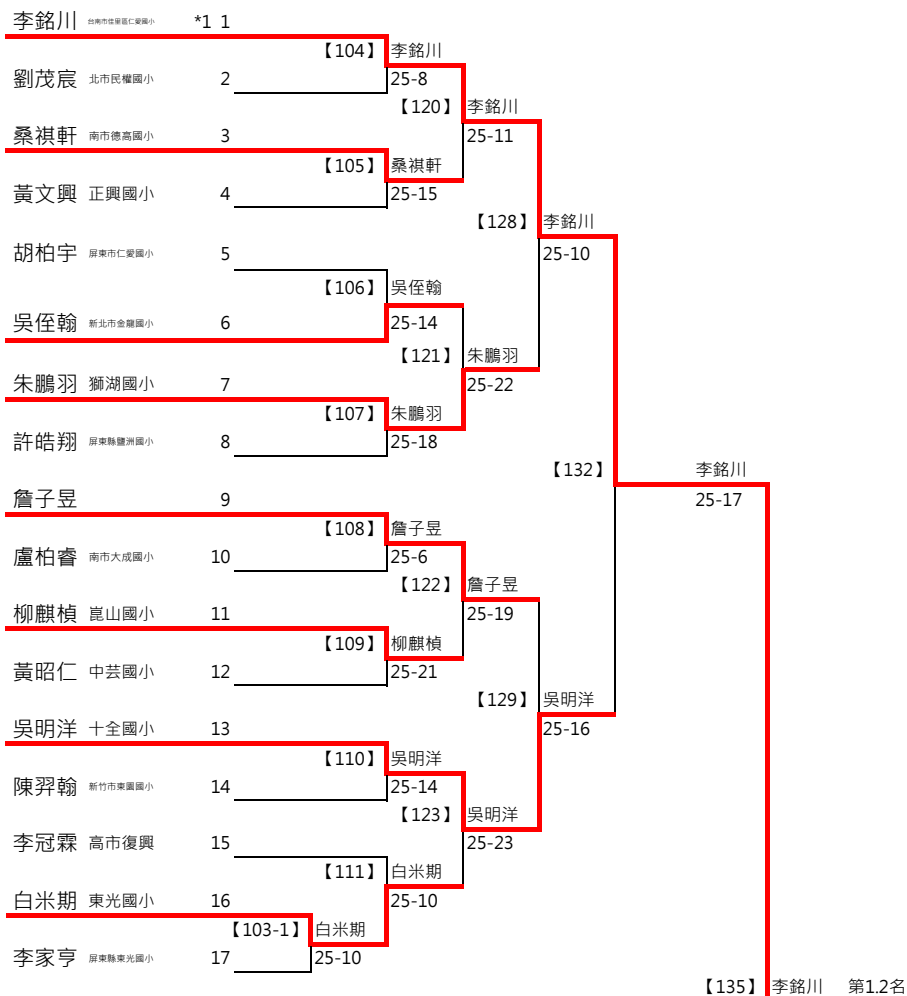 李銘川 台南市佳里區仁愛國小 *1 1
【104】 李銘川
劉茂宸 北市民權國小 2 25-8
【120】 李銘川
桑祺軒 南市德高國小 3 25-11
【105】 桑祺軒
黃文興 正興國小 4 25-15
【128】 李銘川
胡柏宇 屏東市仁愛國小 5 25-10
【106】 吳侄翰
吳侄翰 新北市金龍國小 6 25-14
【121】 朱鵬羽
朱鵬羽 獅湖國小 7 25-22
【107】 朱鵬羽
許皓翔 屏東縣鹽洲國小 8 25-18
【132】 李銘川
詹子昱 9 25-17
【108】 詹子昱
盧柏睿 南市大成國小 10 25-6
【122】 詹子昱
柳麒楨 崑山國小 11 25-19
【109】 柳麒楨
黃昭仁 中芸國小 12 25-21
【129】 吳明洋
吳明洋 十全國小 13 25-16
【110】 吳明洋
陳羿翰 新竹市東園國小 14 25-14
【123】 吳明洋
李冠霖 高市復興 15 25-23
【111】 白米期
白米期 東光國小 16 25-10
【103-1】 白米期
李家亨 屏東縣東光國小 17 25-10
【135】 李銘川 第1.2名